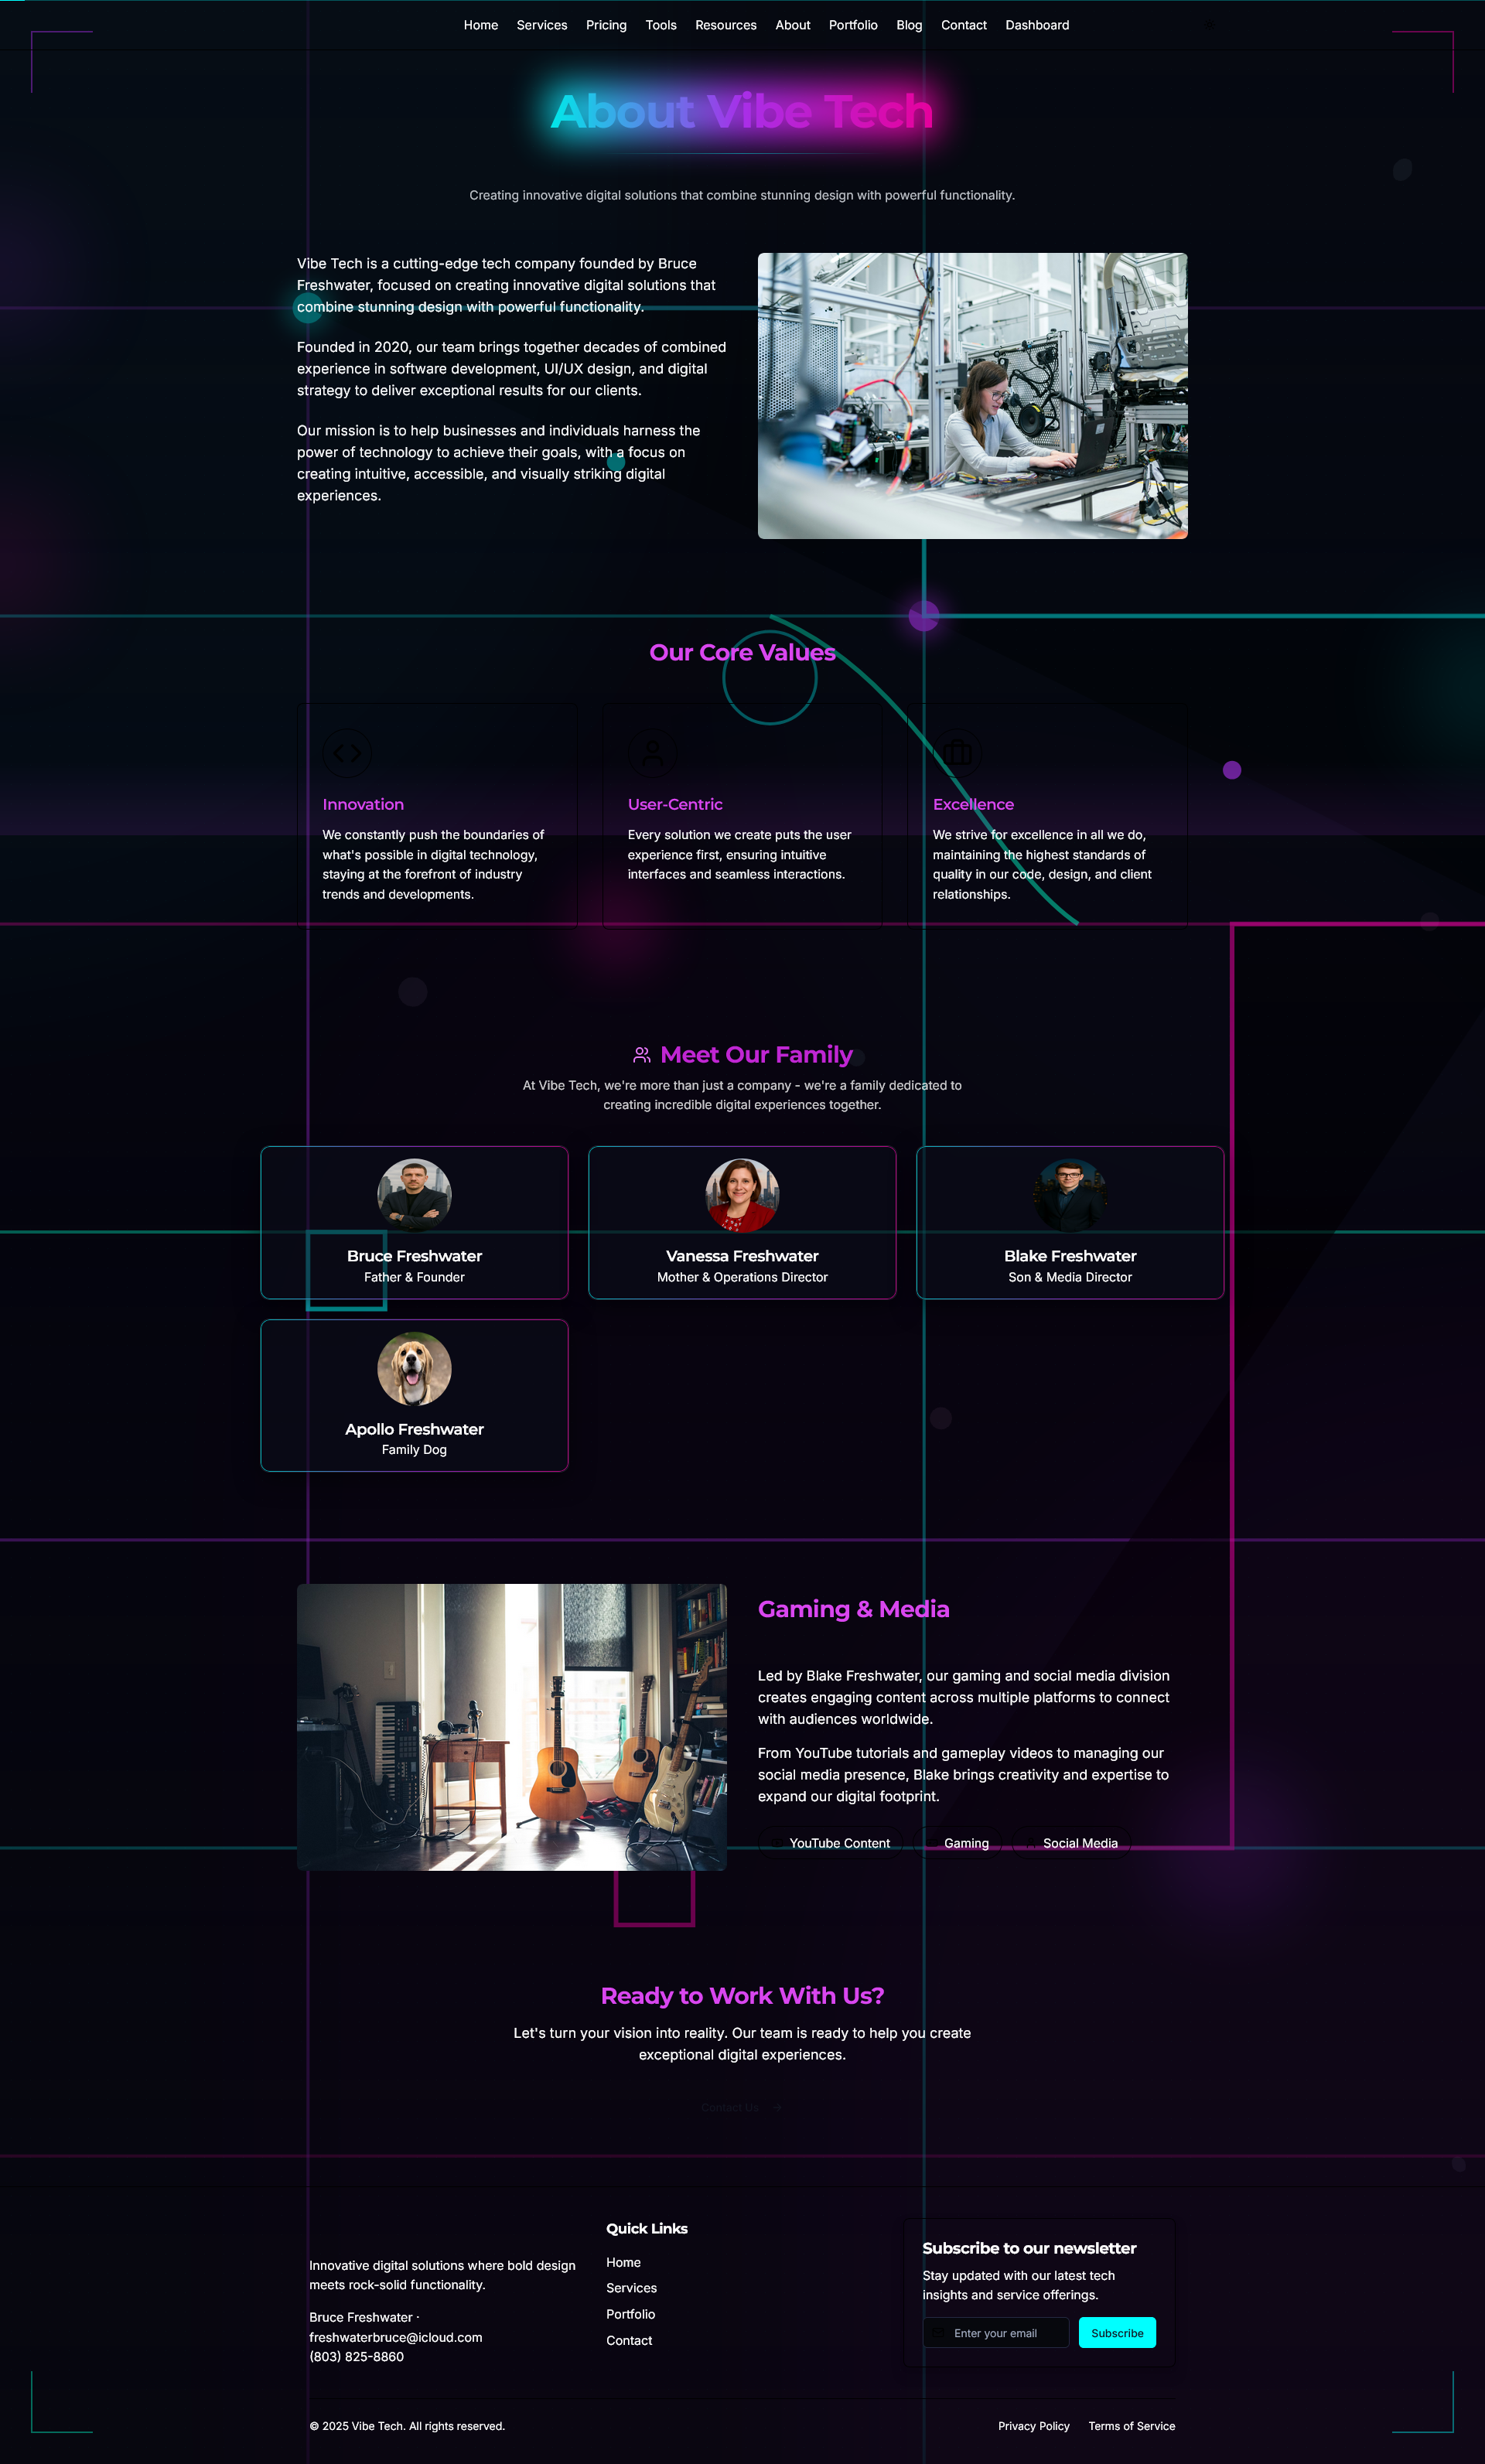 Home Services Pricing Tools Resources About Portfolio Blog Contact Dashboard
About Vibe Tech
Creating innovative digital solutions that combine stunning design with powerful functionality.
Vibe Tech is a cutting-edge tech company founded by Bruce
Freshwater, focused on creating innovative digital solutions that
combine stunning design with powerful functionality.
Founded in 2020, our team brings together decades of combined
experience in software development, UI/UX design, and digital
strategy to deliver exceptional results for our clients.
Our mission is to help businesses and individuals harness the
power of technology to achieve their goals, with a focus on
creating intuitive, accessible, and visually striking digital
experiences.
Our Core Values
Innovation
We constantly push the boundaries of
what's possible in digital technology,
staying at the forefront of industry
trends and developments.
User-Centric
Every solution we create puts the user
experience first, ensuring intuitive
interfaces and seamless interactions.
Excellence
We strive for excellence in all we do,
maintaining the highest standards of
quality in our code, design, and client
relationships.
Meet Our Family
At Vibe Tech, we're more than just a company - we're a family dedicated to
creating incredible digital experiences together.
Bruce Freshwater
Father & Founder
Vanessa Freshwater
Mother & Operations Director
Blake Freshwater
Son & Media Director
Apollo Freshwater
Family Dog
Gaming & Media
Led by Blake Freshwater, our gaming and social media division
creates engaging content across multiple platforms to connect
with audiences worldwide.
From YouTube tutorials and gameplay videos to managing our
social media presence, Blake brings creativity and expertise to
expand our digital footprint.
YouTube Content Gaming Social Media
Ready to Work With Us?
Let's turn your vision into reality. Our team is ready to help you create
exceptional digital experiences.
Contact Us
Innovative digital solutions where bold design
meets rock-solid functionality.
Bruce Freshwater ·
freshwaterbruce@icloud.com
(803) 825-8860
Quick Links
Home
Services
Portfolio
Contact
Subscribe to our newsletter
Stay updated with our latest tech
insights and service offerings.
Enter your email Subscribe
© 2025 Vibe Tech. All rights reserved.
Privacy Policy Terms of Service